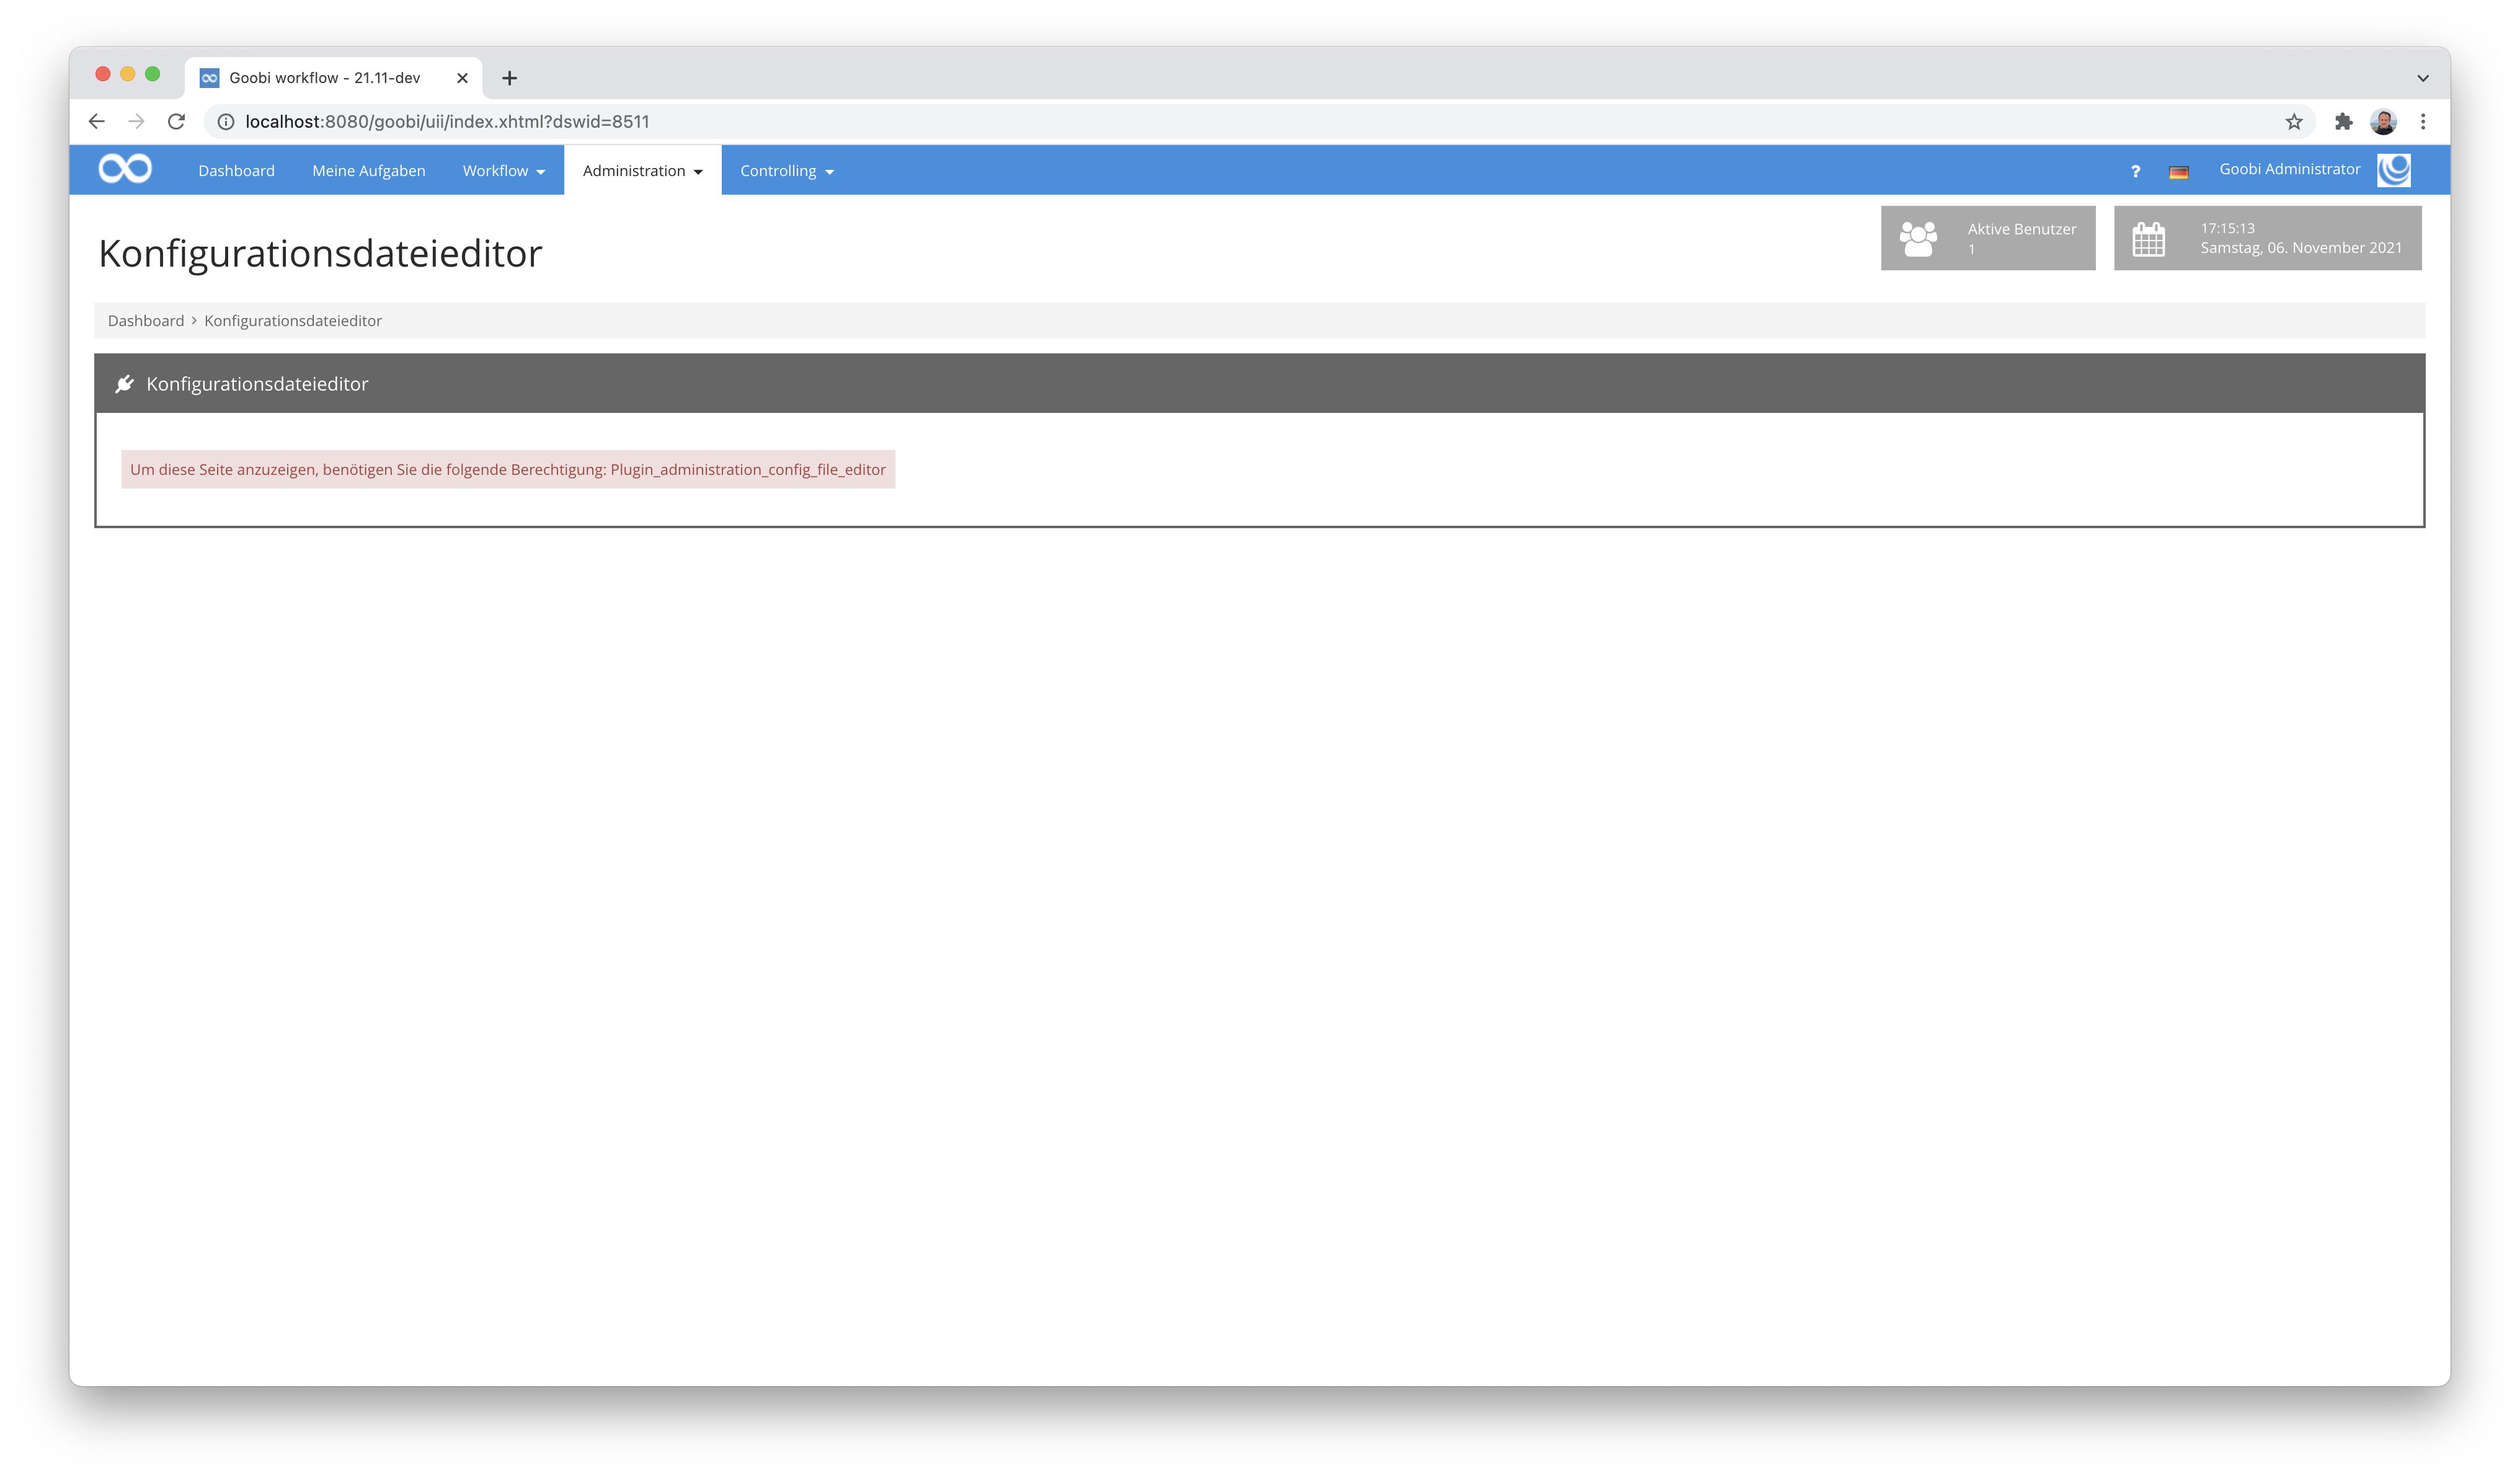 Goobi workflow - 21.11-dev
localhost:8080/goobi/uii/index.xhtml?dswid=8511
Dashboard Meine Aufgaben Workflow Administration Controlling ? Goobi Administrator
Konfigurationsdateieditor
Aktive Benutzer
1
17:15:13
Samstag, 06. November 2021
Dashboard > Konfigurationsdateieditor
Konfigurationsdateieditor
Um diese Seite anzuzeigen, benötigen Sie die folgende Berechtigung: Plugin_administration_config_file_editor